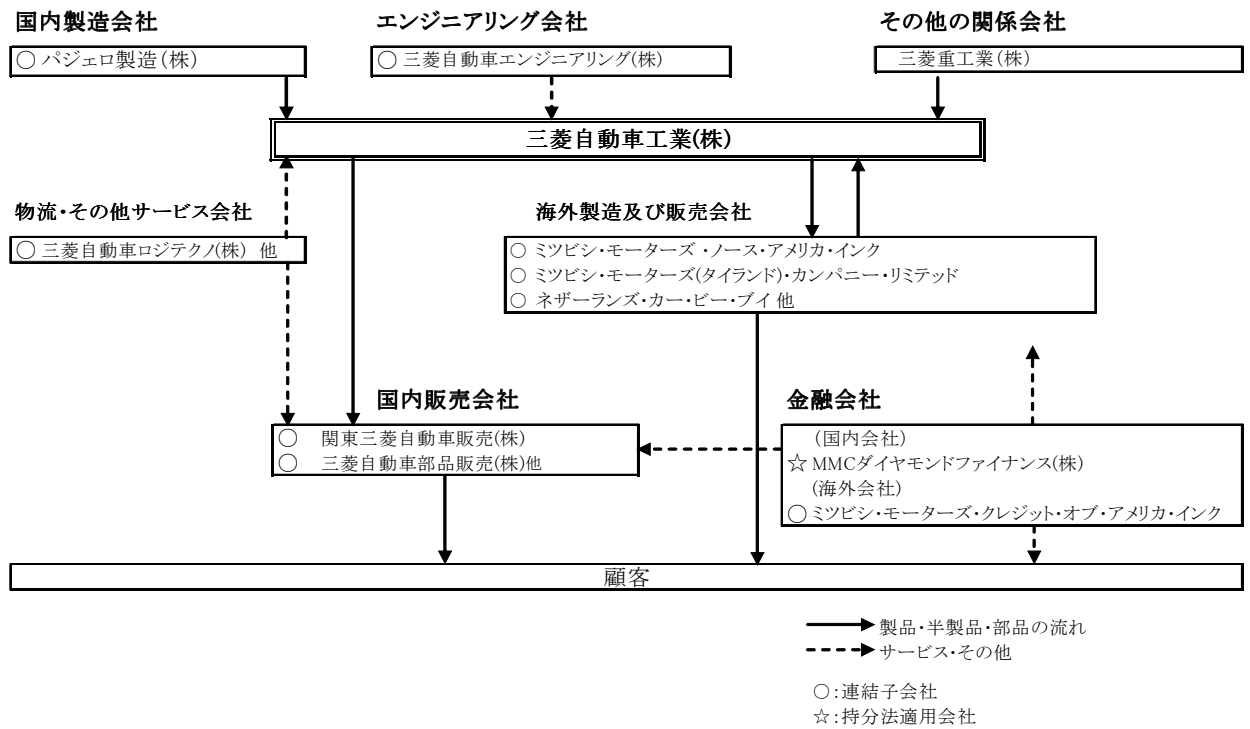 国内製造会社
○ パジェロ製造(株)
エンジニアリング会社
○ 三菱自動車エンジニアリング(株)
その他の関係会社
三菱重工業(株)
三菱自動車工業(株)
物流・その他サービス会社
○ 三菱自動車ロジテクノ(株) 他
海外製造及び販売会社
○ ミツビシ・モーターズ・ノース・アメリカ・インク
○ ミツビシ・モーターズ(タイランド)・カンパニー・リミテッド
○ ネザーランズ・カー・ビー・ブイ 他
国内販売会社
○ 関東三菱自動車販売(株)
○ 三菱自動車部品販売(株)他
金融会社
(国内会社)
☆ MMCダイヤモンドファイナンス(株)
(海外会社)
○ ミツビシ・モーターズ・クレジット・オブ・アメリカ・インク
顧客
製品・半製品・部品の流れ
サービス・その他
○:連結子会社
☆:持分法適用会社